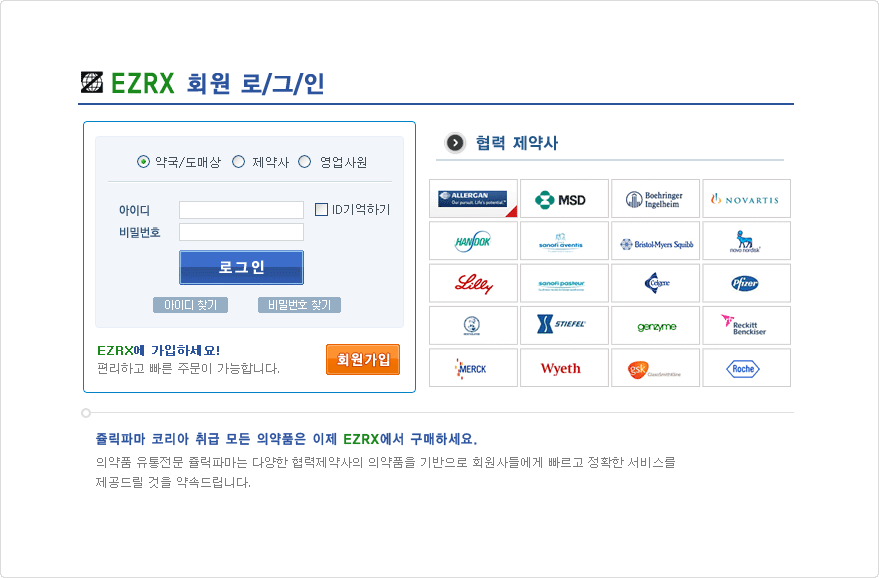 EZRX 회원 로/그/인
약국/도매상 제약사 영업사원
아이디
ID기억하기
비밀번호
로그인
아이디 찾기 비밀번호 찾기
EZRX에 가입하세요!
편리하고 빠른 주문이 가능합니다.
회원가입
협력 제약사
ALLERGAN
Our pursuit. Life's potential.™
MSD
Boehringer
Ingelheim
NOVARTIS
HANDOK
sanofi aventis
Bristol-Myers Squibb
novo nordisk
Lilly
sanofi pasteur
Celgene
Pfizer
STIEFEL
genzyme
Reckitt
Benckiser
MERCK
Wyeth
gsk GlaxoSmithKline
Roche
쥴릭파마 코리아 취급 모든 의약품은 이제 EZRX에서 구매하세요.
의약품 유통전문 쥴릭파마는 다양한 협력제약사의 의약품을 기반으로 회원사들에게 빠르고 정확한 서비스를
제공드릴 것을 약속드립니다.